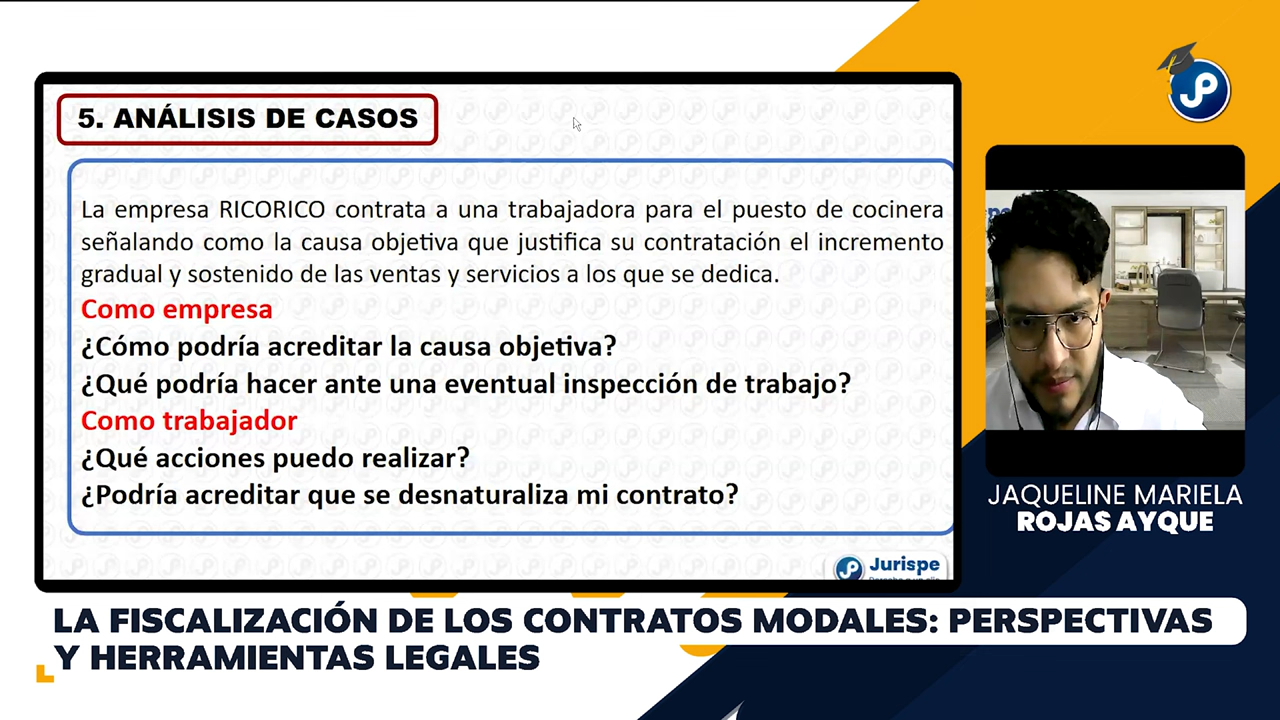 5. ANÁLISIS DE CASOS
La empresa RICORICO contrata a una trabajadora para el puesto de cocinera
señalando como la causa objetiva que justifica su contratación el incremento
gradual y sostenido de las ventas y servicios a los que se dedica.
Como empresa
¿Cómo podría acreditar la causa objetiva?
¿Qué podría hacer ante una eventual inspección de trabajo?
Como trabajador
¿Qué acciones puedo realizar?
¿Podría acreditar que se desnaturaliza mi contrato?
Jurispe
JAQUELINE MARIELA
ROJAS AYQUE
LA FISCALIZACIÓN DE LOS CONTRATOS MODALES: PERSPECTIVAS
Y HERRAMIENTAS LEGALES